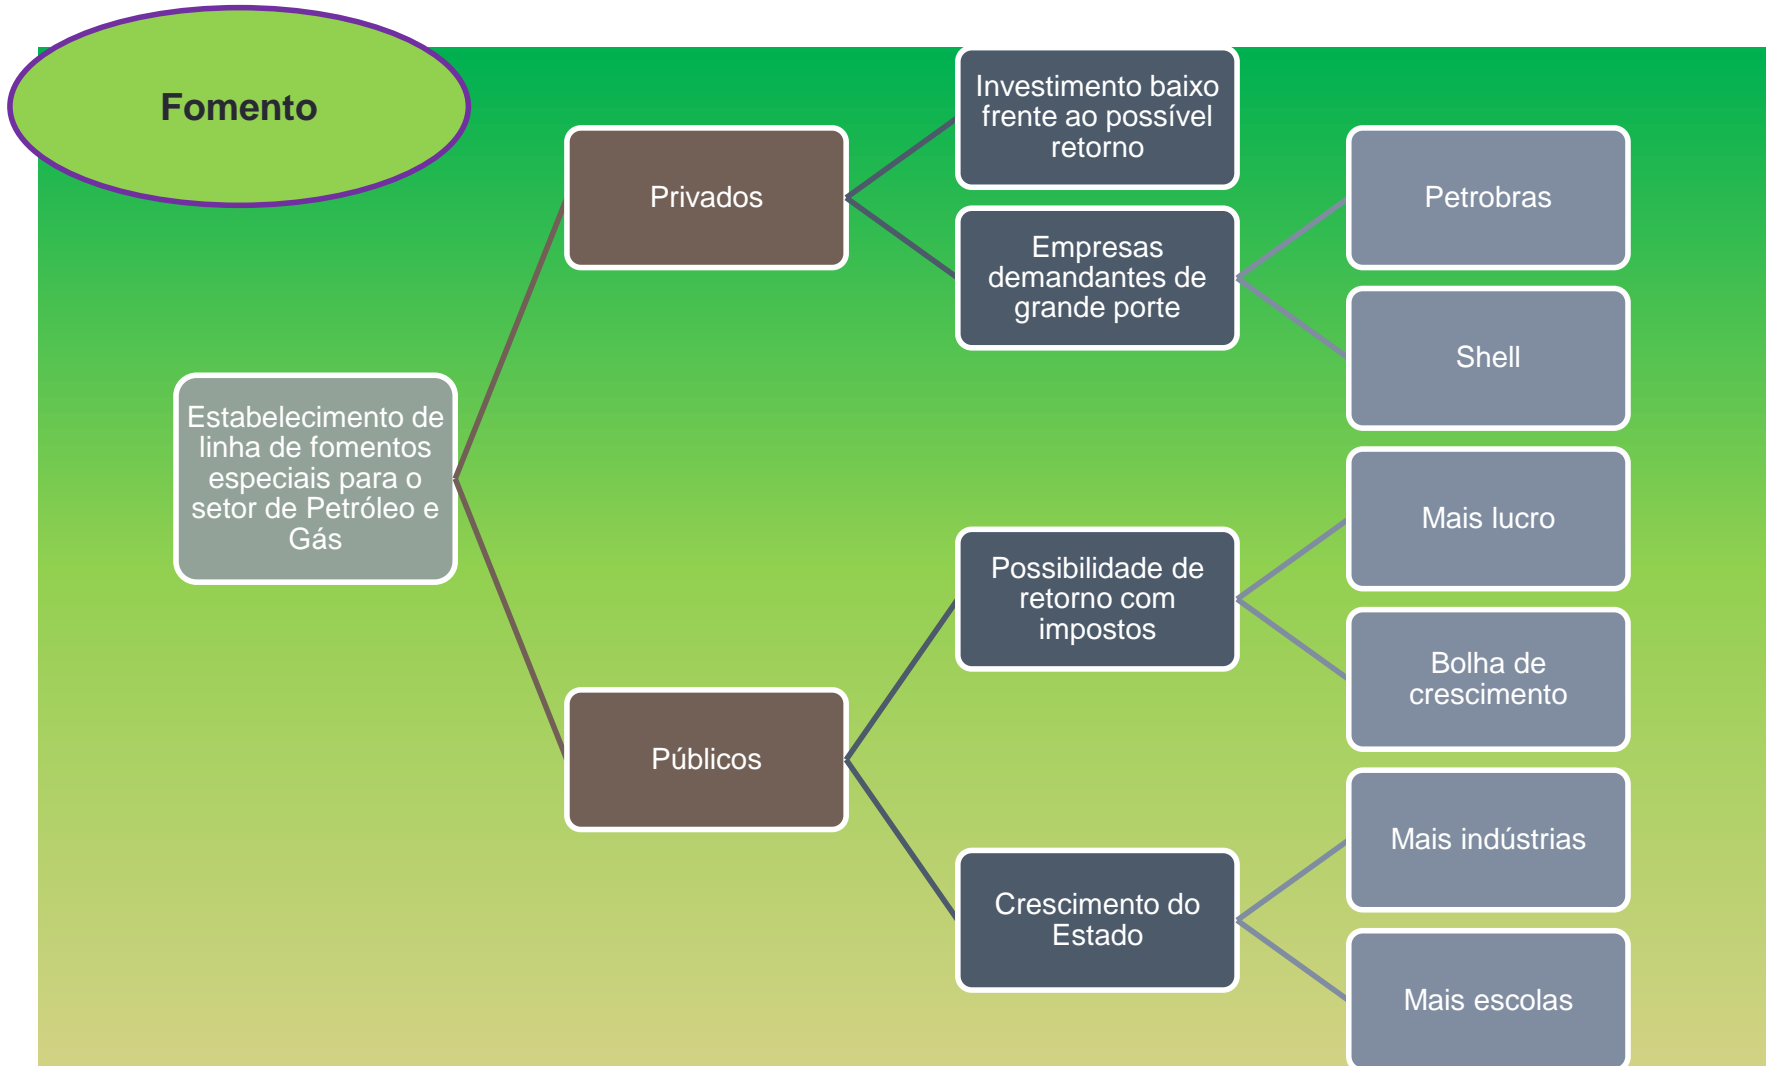 Fomento
Estabelecimento de
linha de fomentos
especiais para o
setor de Petróleo e
Gás
Privados
Investimento baixo
frente ao possível
retorno
Empresas
demandantes de
grande porte
Petrobras
Shell
Públicos
Possibilidade de
retorno com
impostos
Mais lucro
Bolha de
crescimento
Crescimento do
Estado
Mais indústrias
Mais escolas